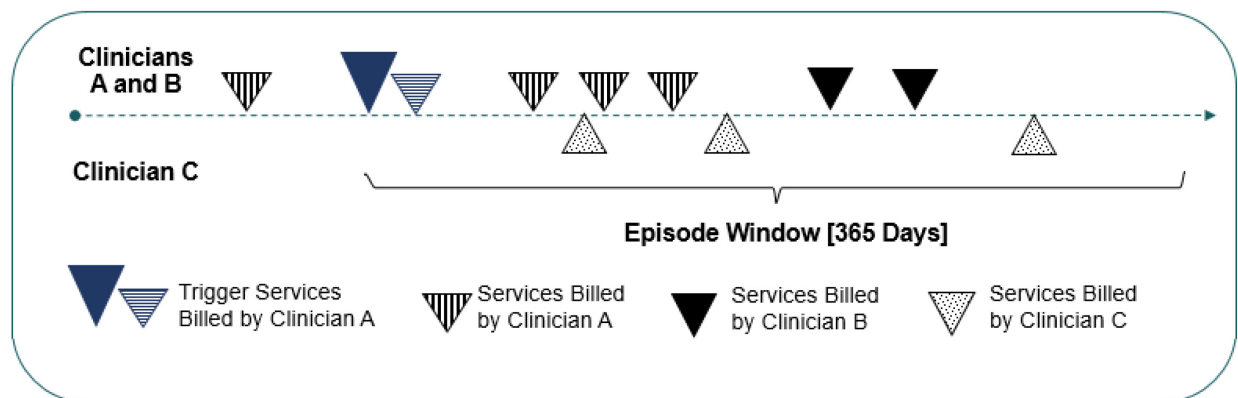 Clinicians
A and B
Clinician C
Episode Window [365 Days]
Trigger Services
Billed by Clinician A
Services Billed
by Clinician A
Services Billed
by Clinician B
Services Billed
by Clinician C